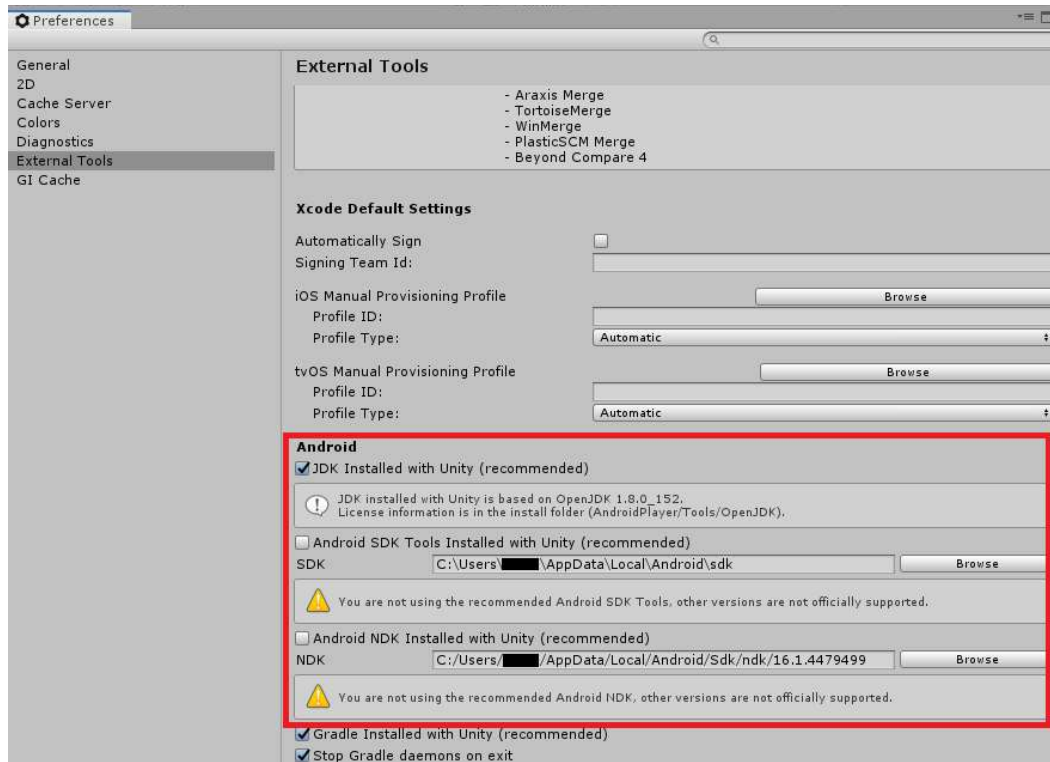 Preferences
General
2D
Cache Server
Colors
Diagnostics
External Tools
GI Cache
External Tools
- Araxis Merge
- TortoiseMerge
- WinMerge
- PlasticSCM Merge
- Beyond Compare 4
Xcode Default Settings
Automatically Sign
Signing Team Id:
iOS Manual Provisioning Profile Browse
Profile ID:
Profile Type: Automatic
tvOS Manual Provisioning Profile Browse
Profile ID:
Profile Type: Automatic
Android
JDK Installed with Unity (recommended)
JDK installed with Unity is based on OpenJDK 1.8.0_152.
License information is in the install folder (AndroidPlayer/Tools/OpenJDK).
Android SDK Tools Installed with Unity (recommended)
SDK C:\Users\ \AppData\Local\Android\sdk Browse
You are not using the recommended Android SDK Tools, other versions are not officially supported.
Android NDK Installed with Unity (recommended)
NDK C:/Users/ /AppData/Local/Android/Sdk/ndk/16.1.4479499 Browse
You are not using the recommended Android NDK, other versions are not officially supported.
Gradle Installed with Unity (recommended)
Stop Gradle daemons on exit